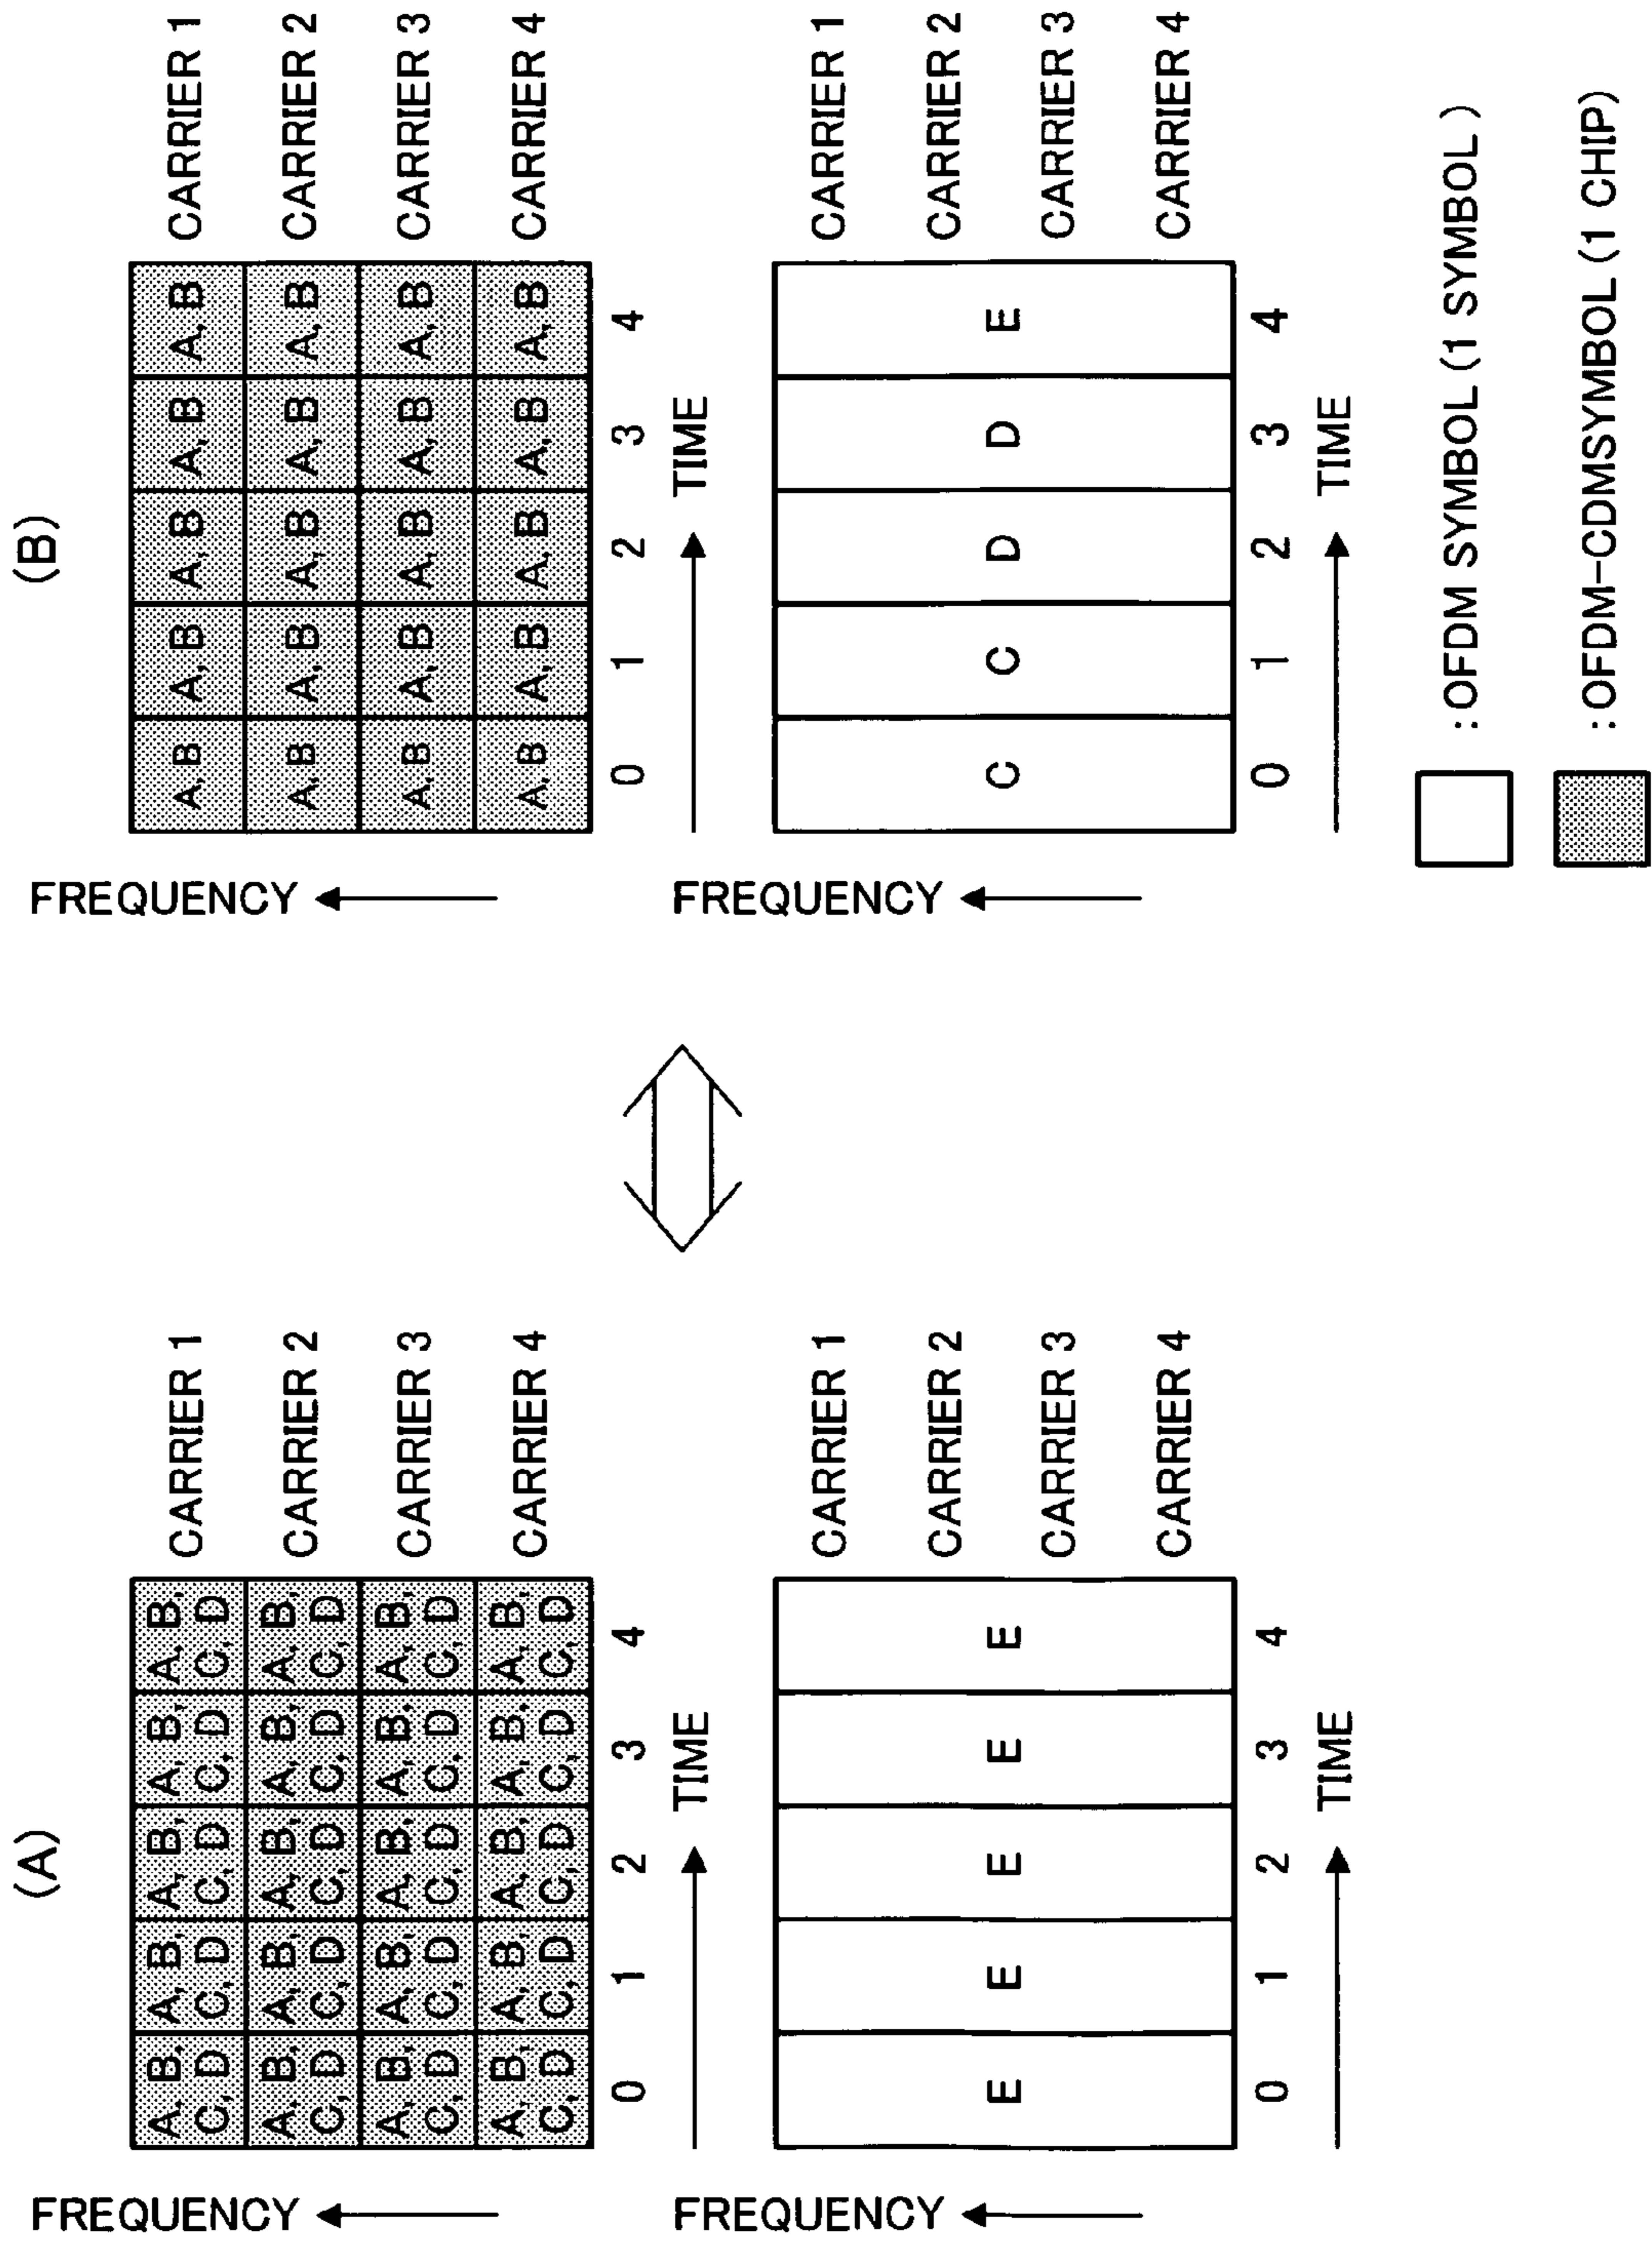 (A)
FREQUENCY
A, B, A, B, A, B, A, B, A, B,
C, D C, D C, D C, D C, D
CARRIER 1
A, B, A, B, A, B, A, B, A, B,
C, D C, D C, D C, D C, D
CARRIER 2
A, B, A, B, A, B, A, B, A, B,
C, D C, D C, D C, D C, D
CARRIER 3
A, B, A, B, A, B, A, B, A, B,
C, D C, D C, D C, D C, D
CARRIER 4
0 1 2 3 4
TIME
FREQUENCY
CARRIER 1
CARRIER 2
E E E E E
CARRIER 3
CARRIER 4
0 1 2 3 4
TIME
(B)
FREQUENCY
A, B A, B A, B A, B A, B CARRIER 1
A, B A, B A, B A, B A, B CARRIER 2
A, B A, B A, B A, B A, B CARRIER 3
A, B A, B A, B A, B A, B CARRIER 4
0 1 2 3 4
TIME
FREQUENCY
CARRIER 1
CARRIER 2
C C D D E
CARRIER 3
CARRIER 4
0 1 2 3 4
TIME
:OFDM SYMBOL (1 SYMBOL)
:OFDM-CDMSYMBOL (1 CHIP)